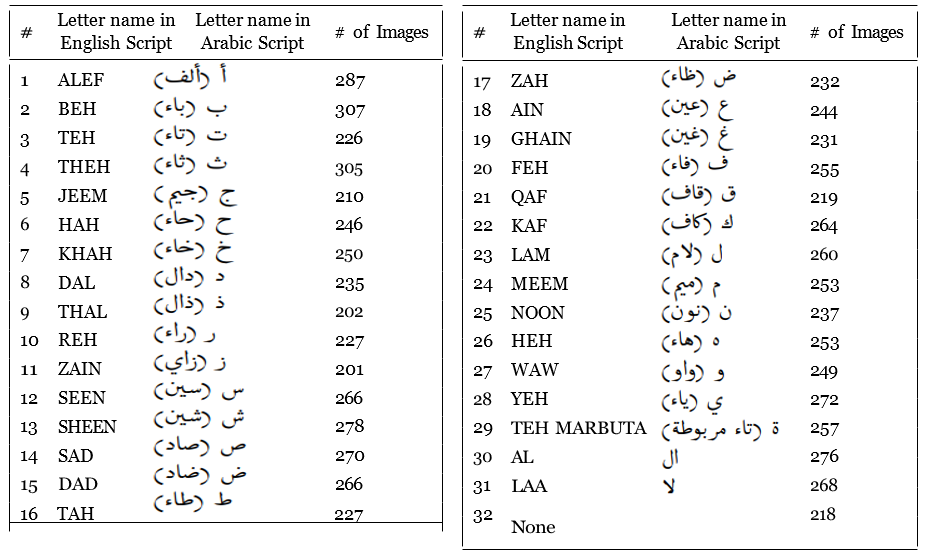 # Letter name in English Script Letter name in Arabic Script # of Images
1 ALEF أ (ألف) 287
2 BEH ب (باء) 307
3 TEH ت (تاء) 226
4 THEH ث (ثاء) 305
5 JEEM ج (جيم) 210
6 HAH ح (حاء) 246
7 KHAH خ (خاء) 250
8 DAL د (دال) 235
9 THAL ذ (ذال) 202
10 REH ر (راء) 227
11 ZAIN ز (زاي) 201
12 SEEN س (سين) 266
13 SHEEN ش (شين) 278
14 SAD ص (صاد) 270
15 DAD ض (ضاد) 266
16 TAH ط (طاء) 227
# Letter name in English Script Letter name in Arabic Script # of Images
17 ZAH ض (ظاء) 232
18 AIN ع (عين) 244
19 GHAIN غ (غين) 231
20 FEH ف (فاء) 255
21 QAF ق (قاف) 219
22 KAF ك (كاف) 264
23 LAM ل (لام) 260
24 MEEM م (ميم) 253
25 NOON ن (نون) 237
26 HEH ه (هاء) 253
27 WAW و (واو) 249
28 YEH ي (ياء) 272
29 TEH MARBUTA ة (تاء مربوطة) 257
30 AL ال 276
31 LAA لا 268
32 None 218